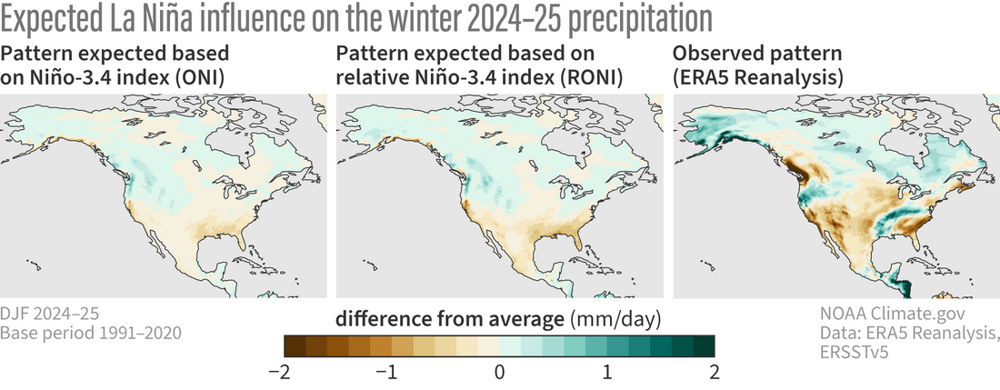 Expected La Niña influence on the winter 2024–25 precipitation
Pattern expected based
on Niño-3.4 index (ONI)
Pattern expected based on
relative Niño-3.4 index (RONI)
Observed pattern
(ERA5 Reanalysis)
DJF 2024–25
Base period 1991–2020
difference from average (mm/day)
−2
−1
0
1
2
NOAA Climate.gov
Data: ERA5 Reanalysis,
ERSSTv5